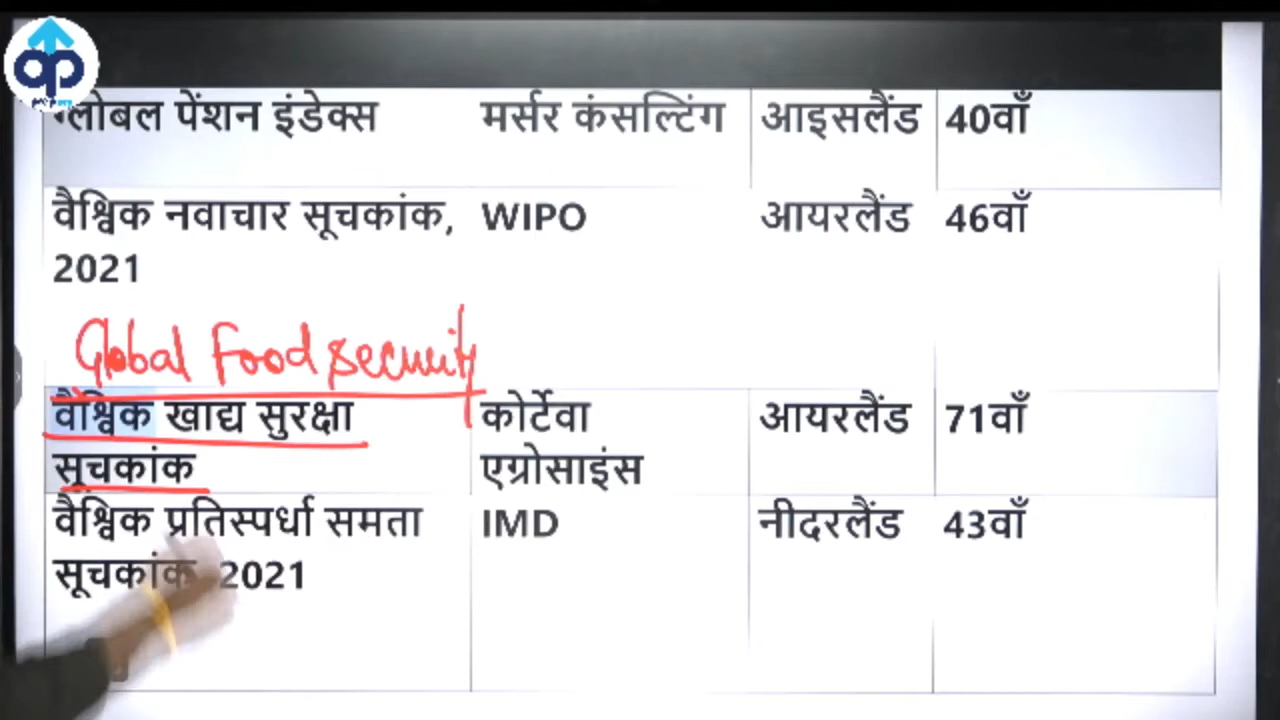 ग्लोबल पेंशन इंडेक्स मर्सर कंसल्टिंग आइसलैंड 40वाँ
वैश्विक नवाचार सूचकांक, WIPO आयरलैंड 46वाँ
2021
Global Food security
वैश्विक खाद्य सुरक्षा कोर्टेवा आयरलैंड 71वाँ
सूचकांक एग्रोसाइंस
वैश्विक प्रतिस्पर्धा समता IMD नीदरलैंड 43वाँ
सूचकांक, 2021